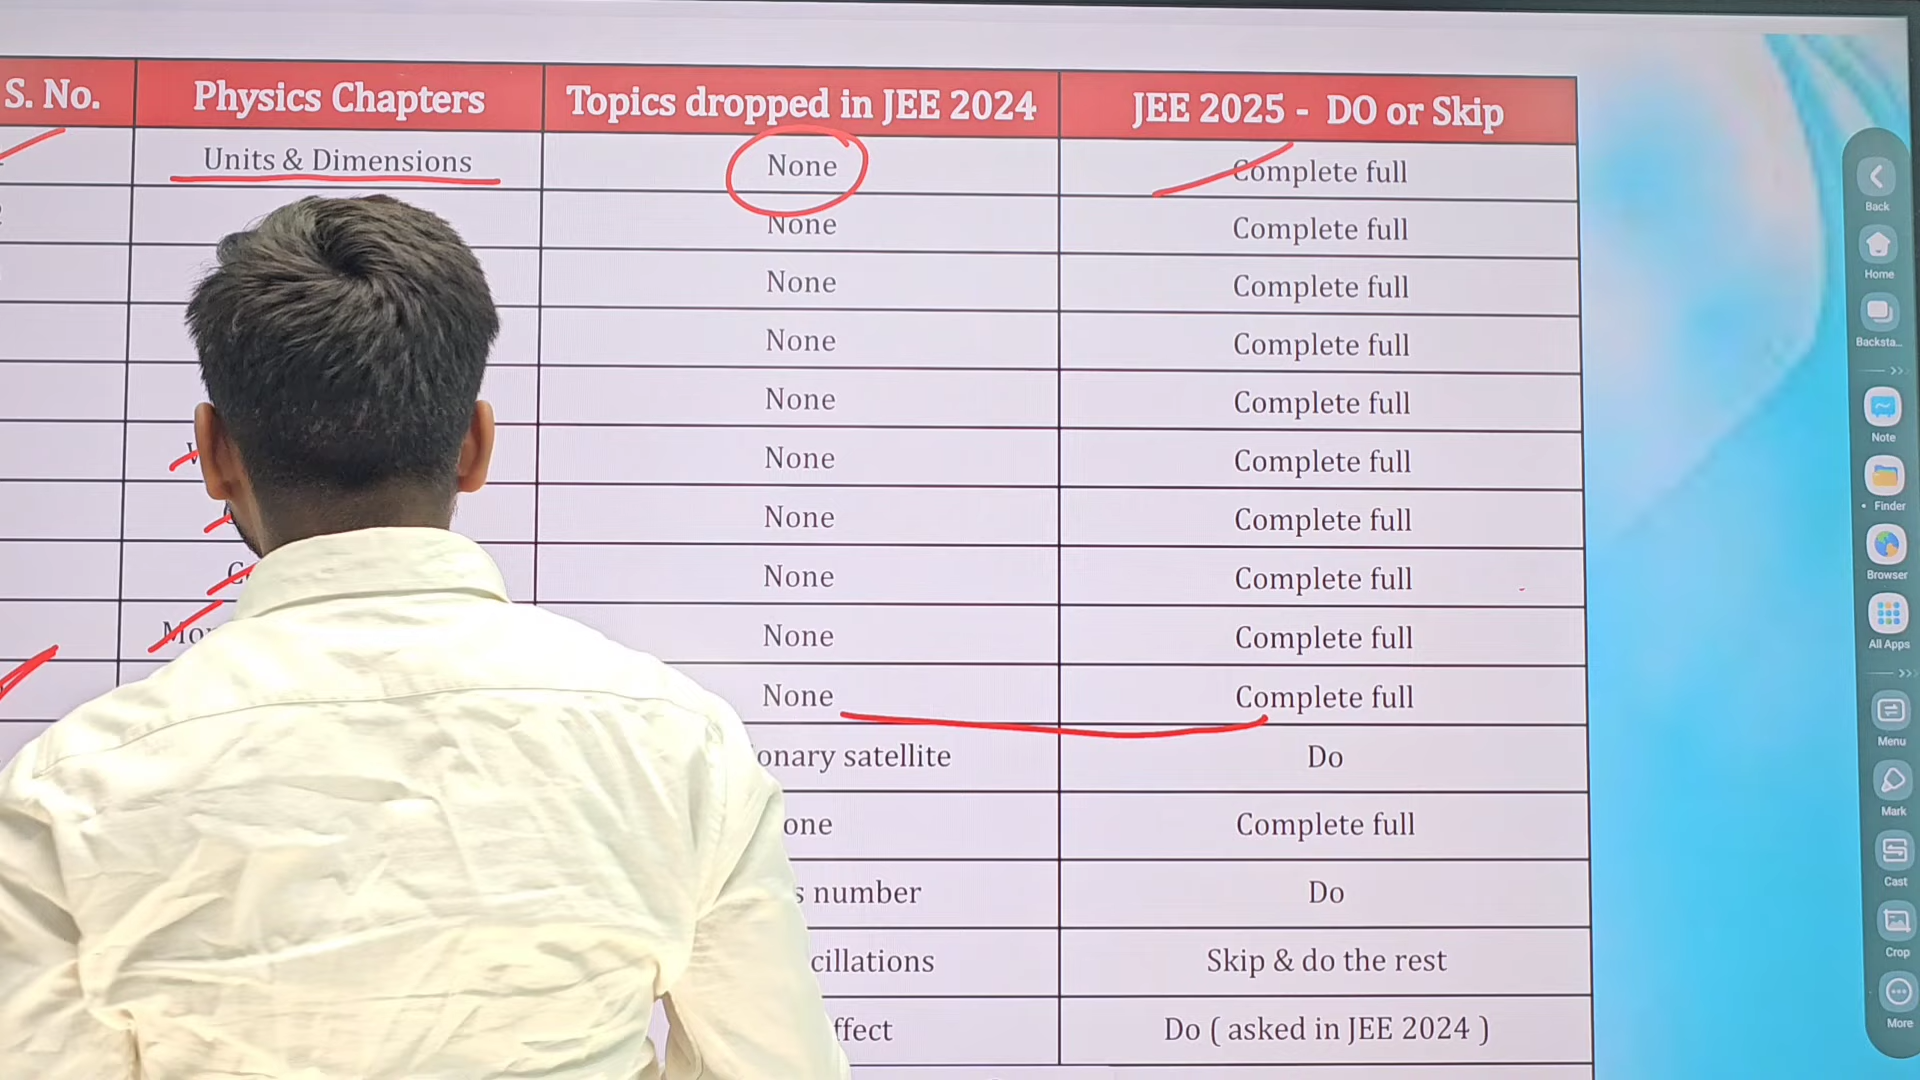 S. No. Physics Chapters Topics dropped in JEE 2024 JEE 2025 - DO or Skip
Units & Dimensions None Complete full
None Complete full
None Complete full
None Complete full
None Complete full
None Complete full
None Complete full
None Complete full
None Complete full
None Complete full
onary satellite Do
one Complete full
s number Do
cillations Skip & do the rest
ffect Do ( asked in JEE 2024 )
Back
Home
Backsta...
Note
Finder
Browser
All Apps
Menu
Mark
Cast
Crop
More